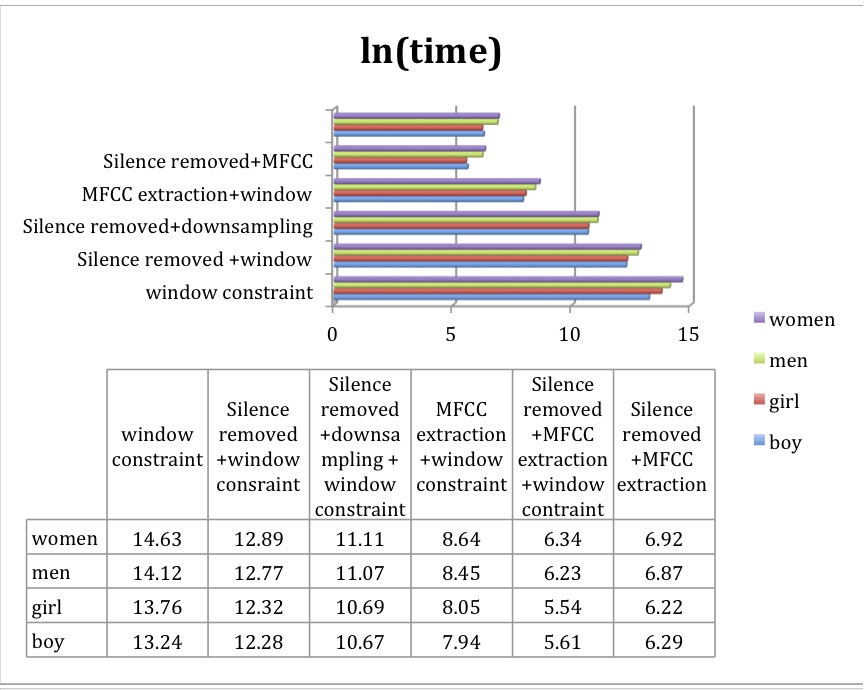 ln(time)
Silence removed+MFCC
MFCC extraction+window
Silence removed+downsampling
Silence removed +window
window constraint
0 5 10 15
women
men
girl
boy
window
constraint
Silence
removed
+window
consraint
Silence
removed
+downsa
mpling +
window
constraint
MFCC
extraction
+window
constraint
Silence
removed
+MFCC
extraction
+window
contraint
Silence
removed
+MFCC
extraction
women 14.63 12.89 11.11 8.64 6.34 6.92
men 14.12 12.77 11.07 8.45 6.23 6.87
girl 13.76 12.32 10.69 8.05 5.54 6.22
boy 13.24 12.28 10.67 7.94 5.61 6.29